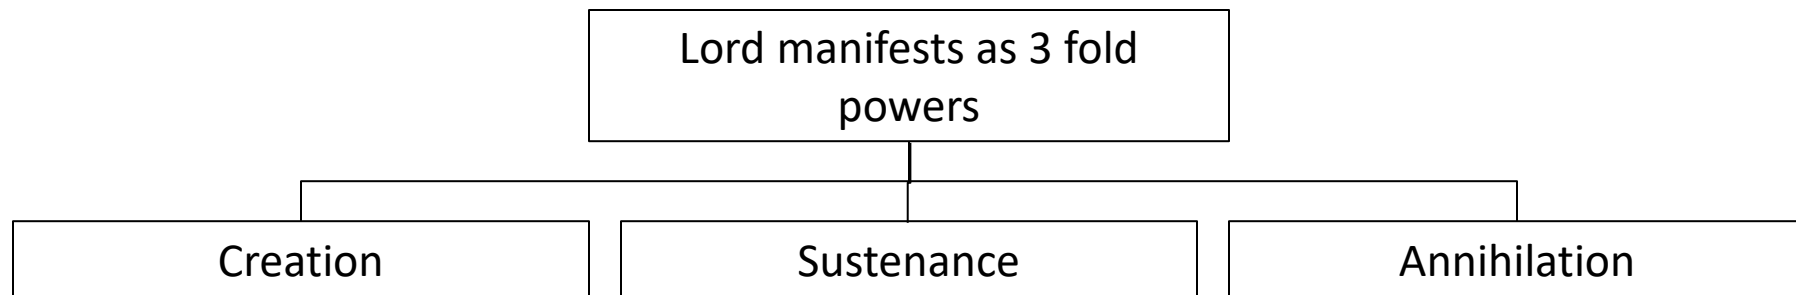 Lord manifests as 3 fold
powers
Creation
Sustenance
Annihilation